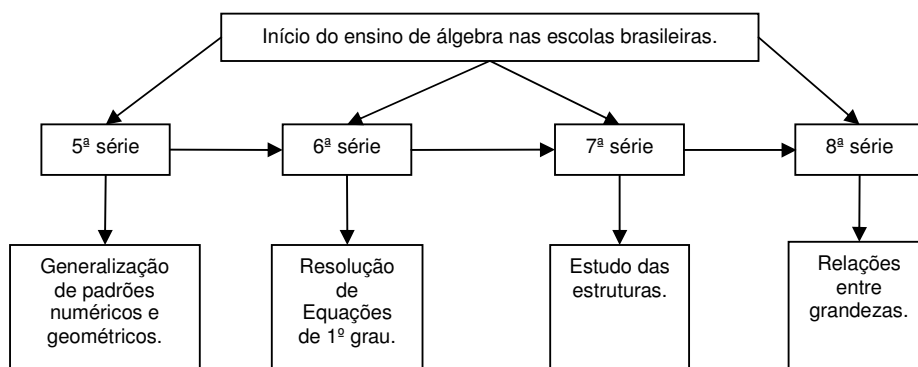 Início do ensino de álgebra nas escolas brasileiras.
5ª série
6ª série
7ª série
8ª série
Generalização
de padrões
numéricos e
geométricos.
Resolução
de
Equações
de 1º grau.
Estudo das
estruturas.
Relações
entre
grandezas.